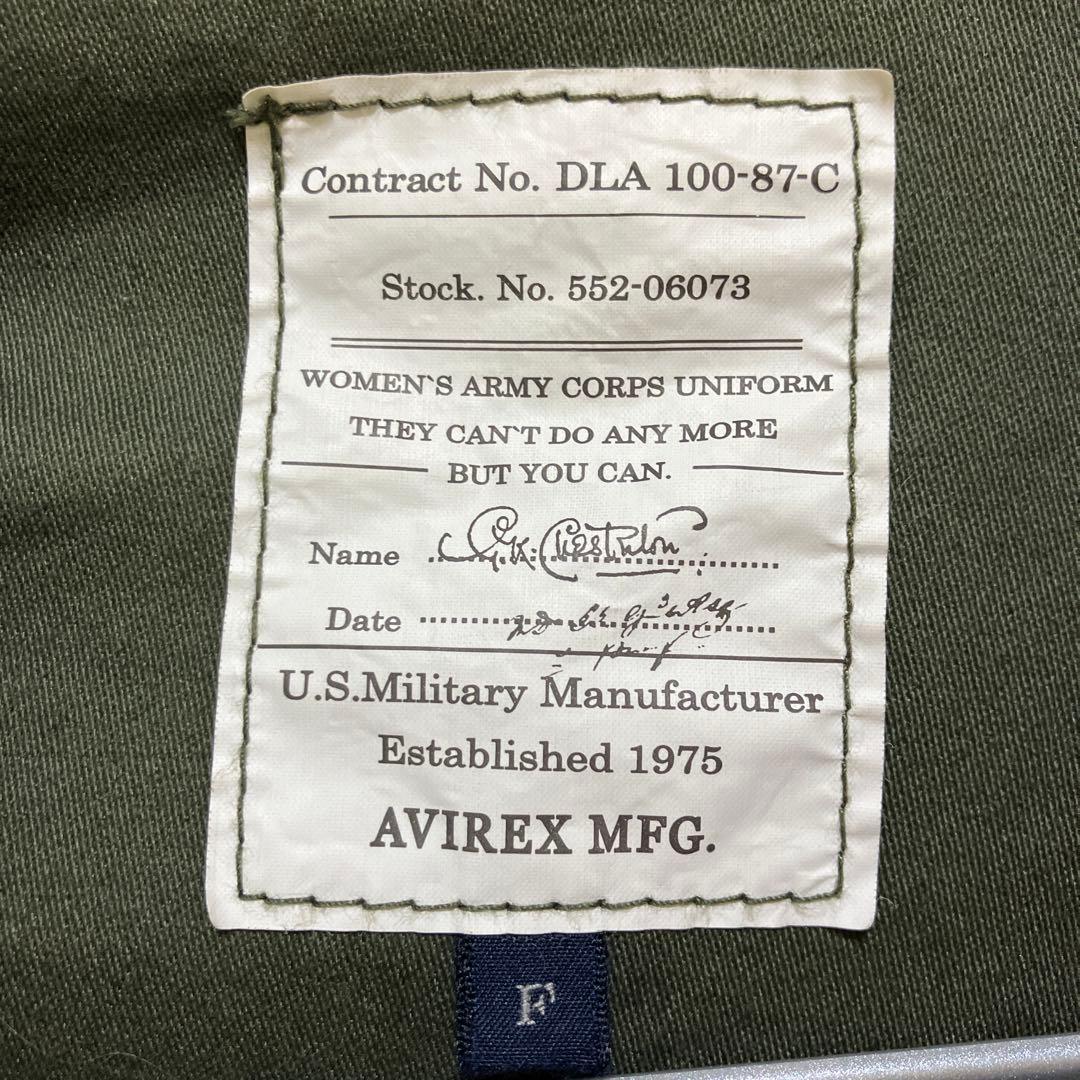 Contract No. DLA 100-87-C
Stock. No. 552-06073
WOMEN`S ARMY CORPS UNIFORM
THEY CAN`T DO ANY MORE
BUT YOU CAN.
Name G.K. Chesterton
Date
U.S.Military Manufacturer
Established 1975
AVIREX MFG.
F